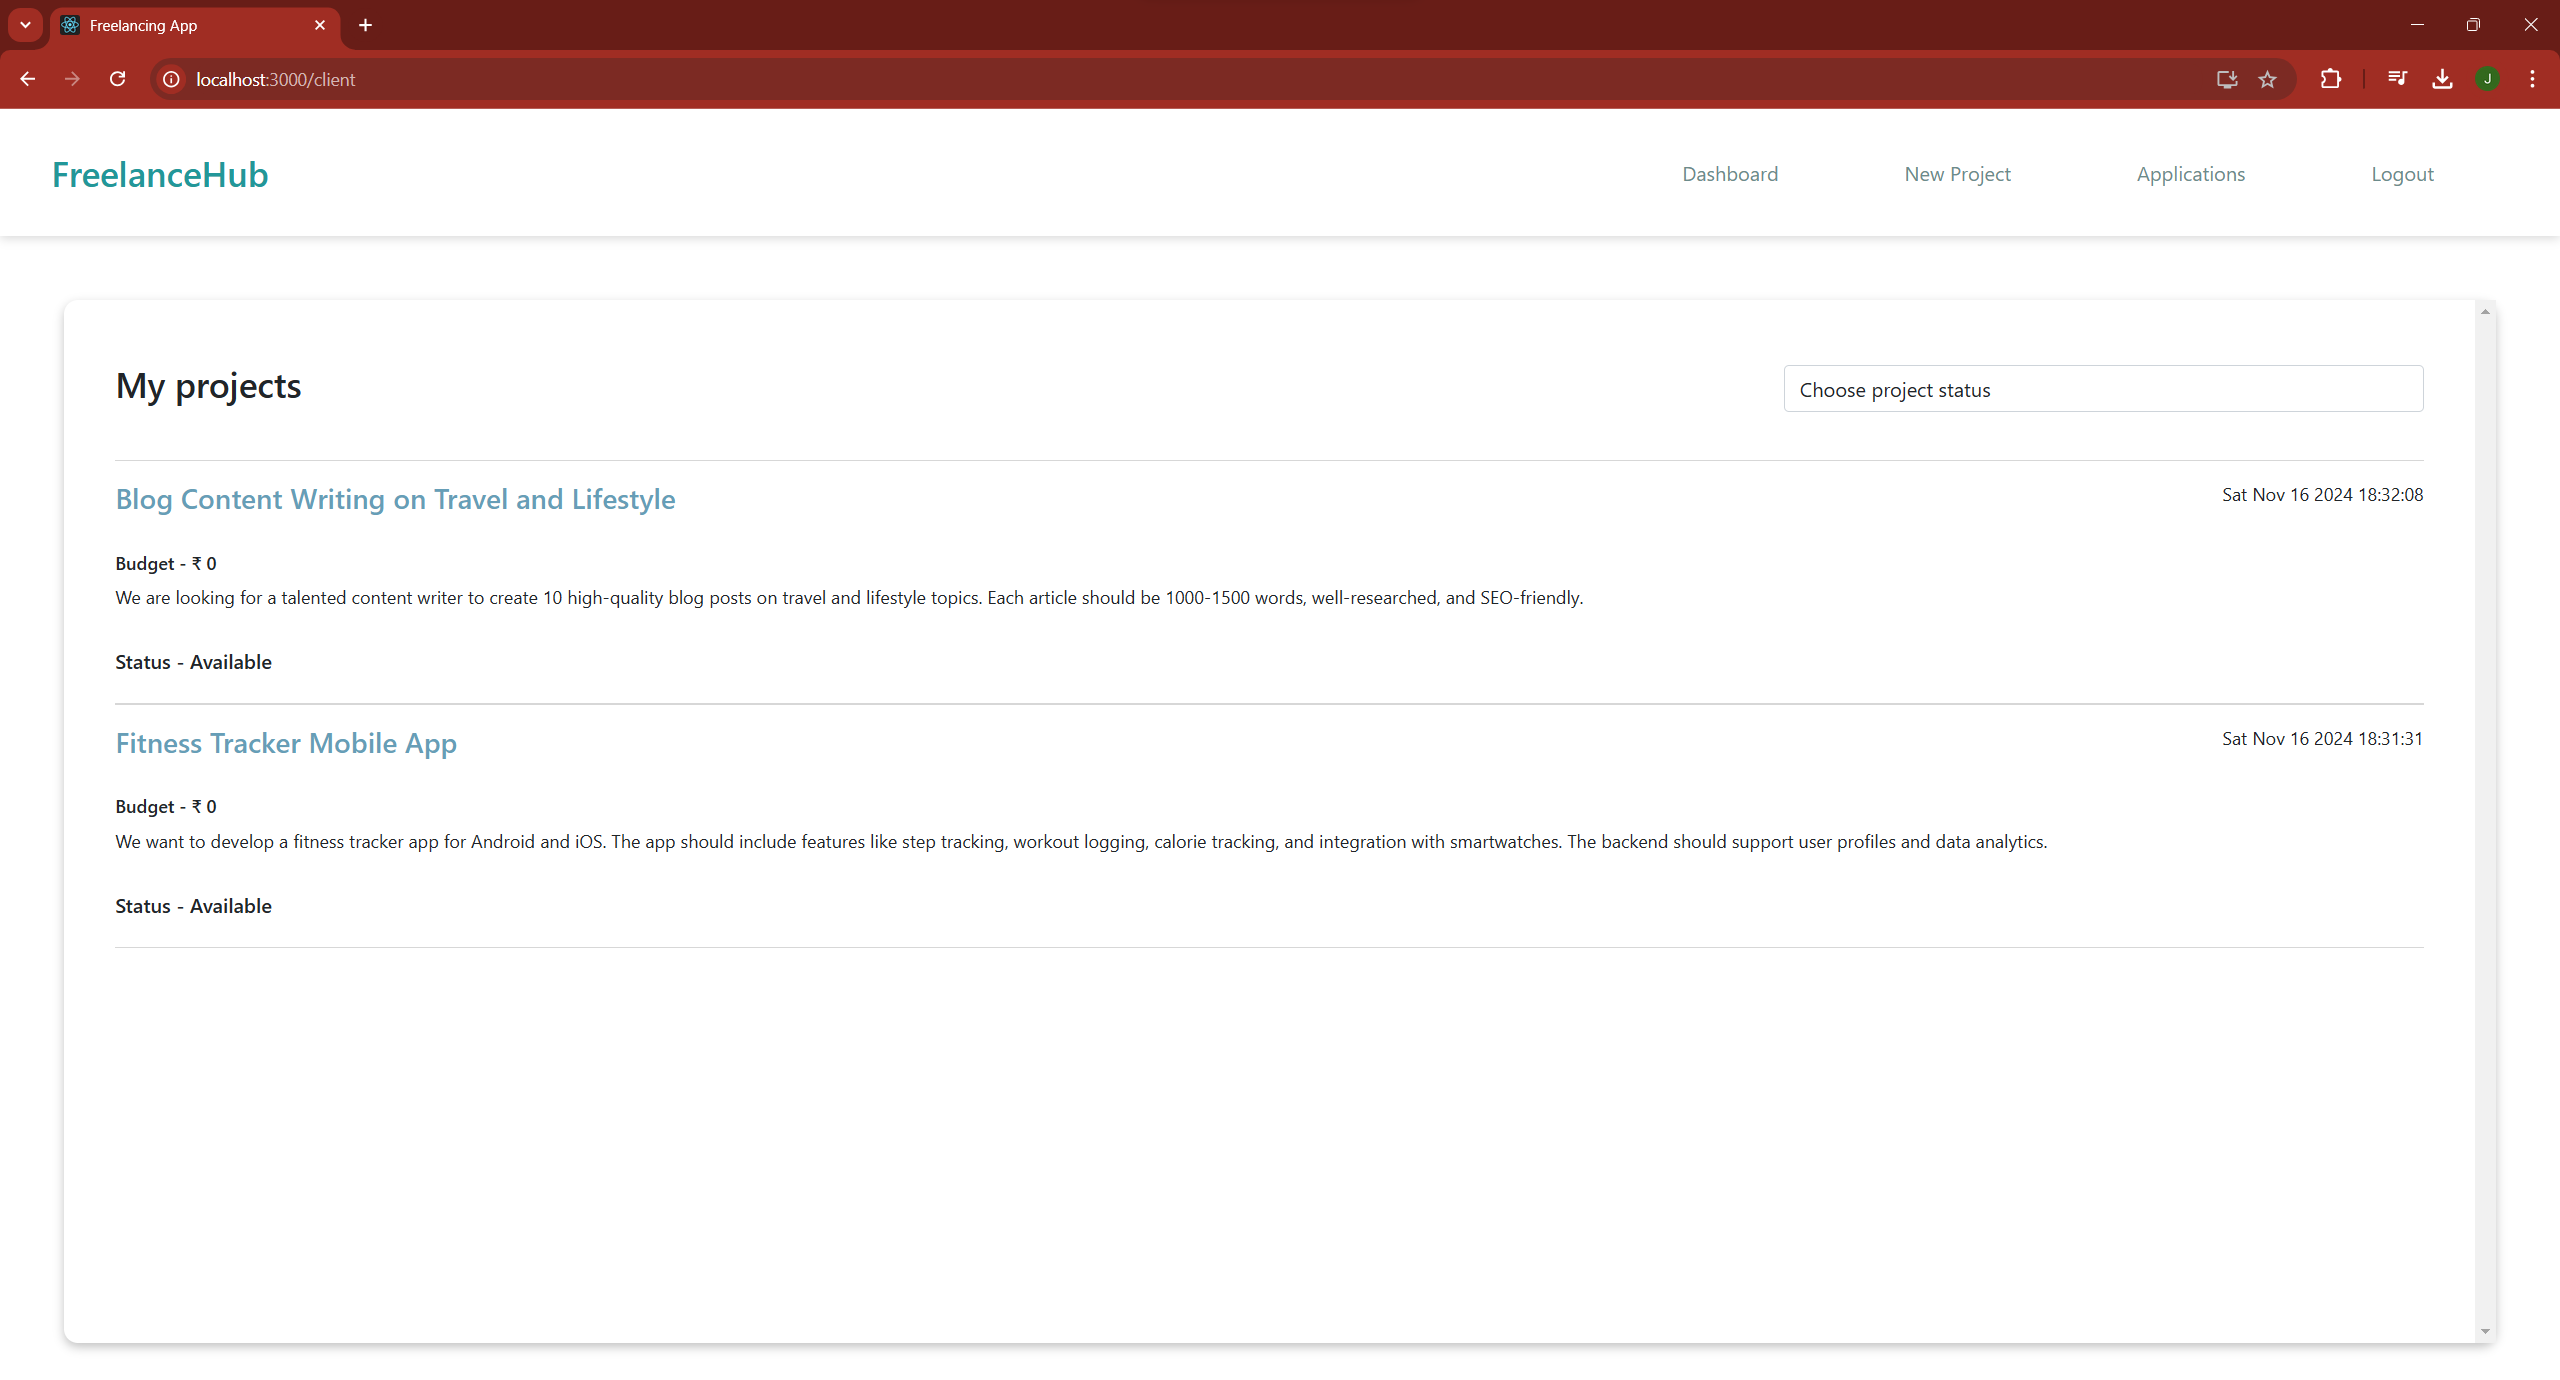 Freelancing App
localhost:3000/client
J
FreelanceHub
Dashboard
New Project
Applications
Logout
My projects
Choose project status
Blog Content Writing on Travel and Lifestyle
Sat Nov 16 2024 18:32:08
Budget - ₹ 0
We are looking for a talented content writer to create 10 high-quality blog posts on travel and lifestyle topics. Each article should be 1000-1500 words, well-researched, and SEO-friendly.
Status - Available
Fitness Tracker Mobile App
Sat Nov 16 2024 18:31:31
Budget - ₹ 0
We want to develop a fitness tracker app for Android and iOS. The app should include features like step tracking, workout logging, calorie tracking, and integration with smartwatches. The backend should support user profiles and data analytics.
Status - Available